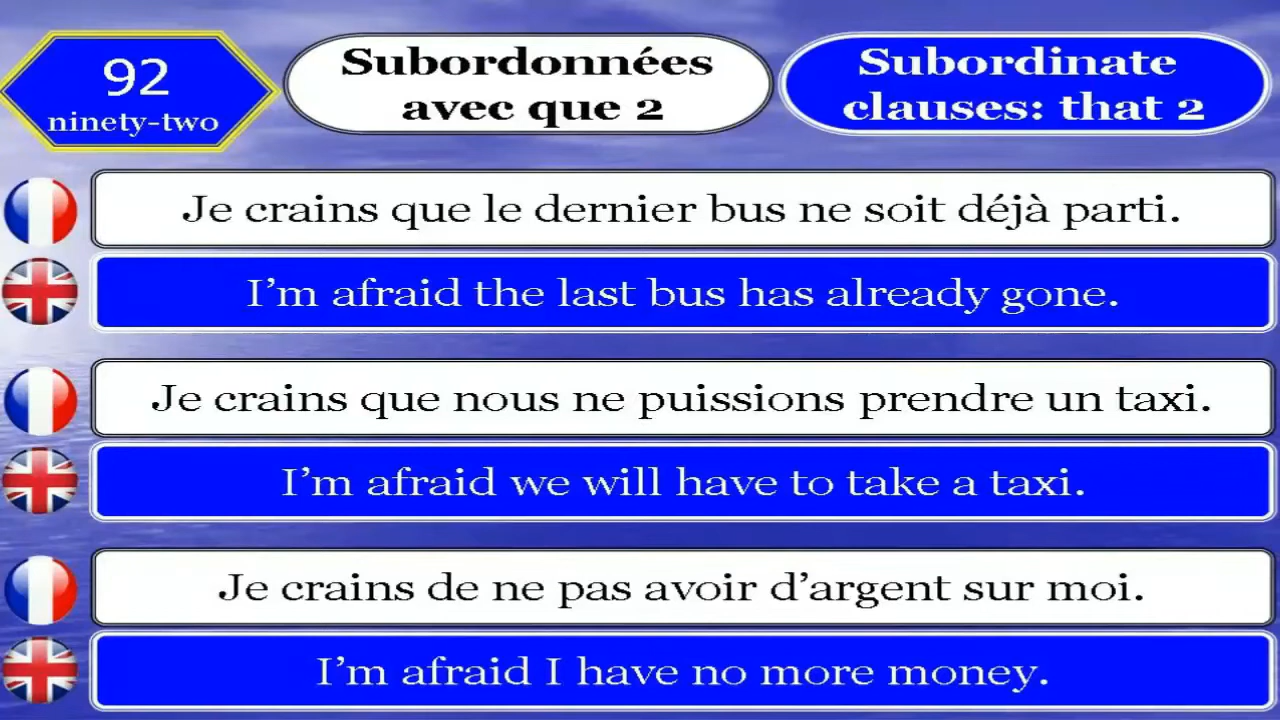 92
ninety-two
Subordonnées
avec que 2
Subordinate
clauses: that 2
Je crains que le dernier bus ne soit déjà parti.
I’m afraid the last bus has already gone.
Je crains que nous ne puissions prendre un taxi.
I’m afraid we will have to take a taxi.
Je crains de ne pas avoir d’argent sur moi.
I’m afraid I have no more money.